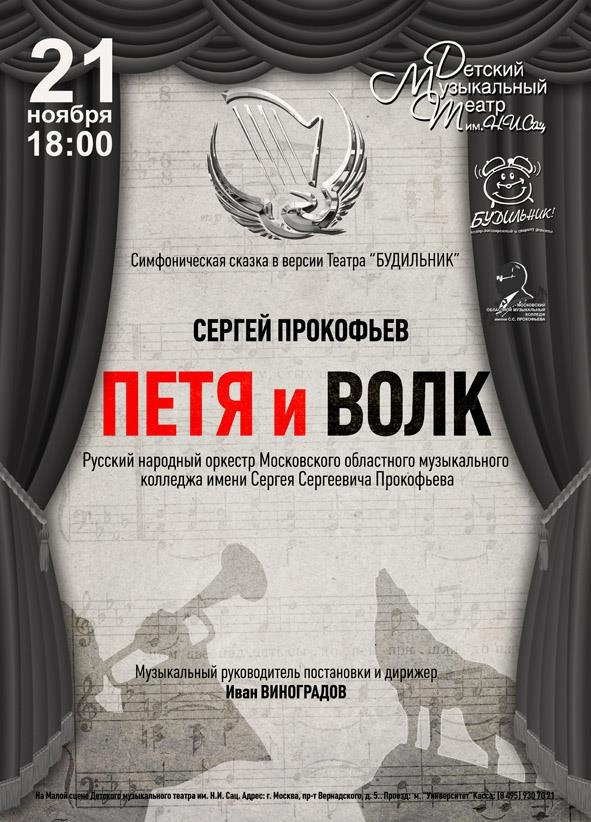 21
ноября
18:00
Детский
Музыкальный
Театр
им. Н.И.Сац
БУДИЛЬНИК!
МОСКОВСКИЙ
ОБЛАСТНОЙ МУЗЫКАЛЬНЫЙ
КОЛЛЕДЖ
ИМЕНИ С.С. ПРОКОФЬЕВА
Симфоническая сказка в версии Театра "БУДИЛЬНИК"
СЕРГЕЙ ПРОКОФЬЕВ
ПЕТЯ и ВОЛК
Русский народный оркестр Московского областного музыкального
колледжа имени Сергея Сергеевича Прокофьева
Музыкальный руководитель постановки и дирижер
Иван ВИНОГРАДОВ
На Малой сцене Детского музыкального театра им. Н.И. Сац. Адрес: г. Москва, пр-т Вернадского, д. 5.. Проезд: м. "Университет" Касса: (8 495) 930 70 21